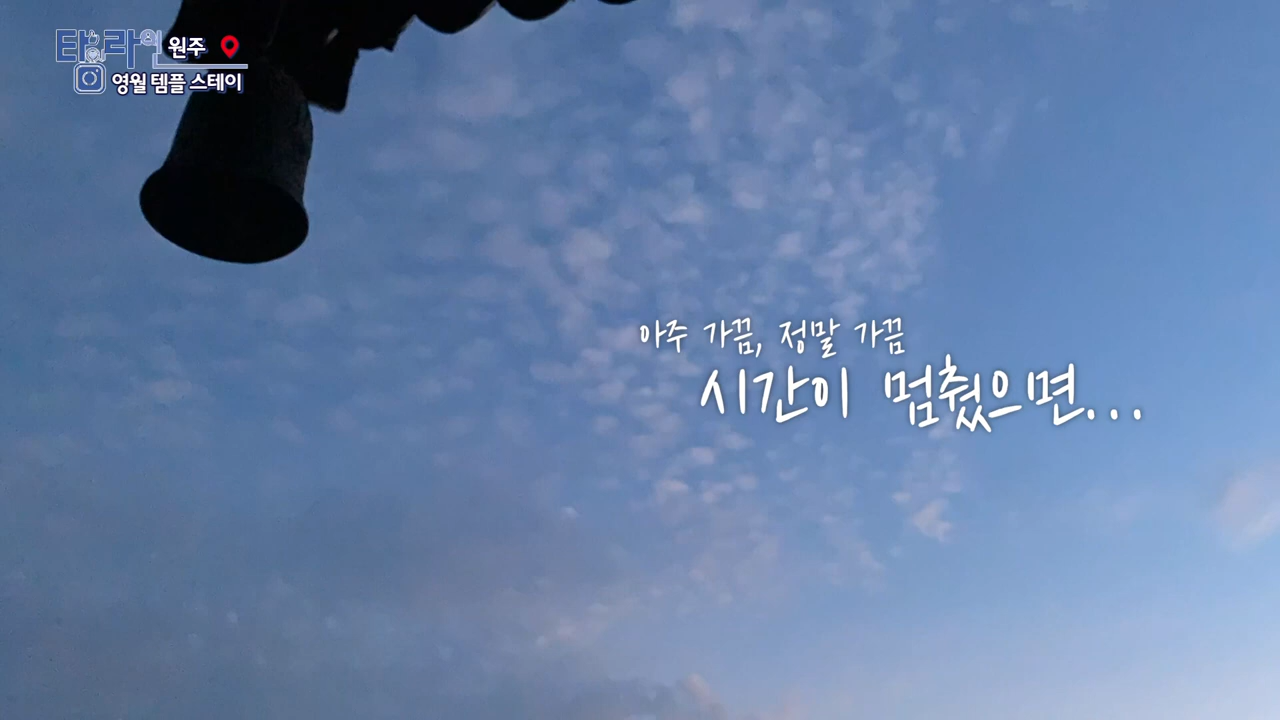 탐라인 원주
영월 템플 스테이
아주 가끔, 정말 가끔
시간이 멈췄으면...